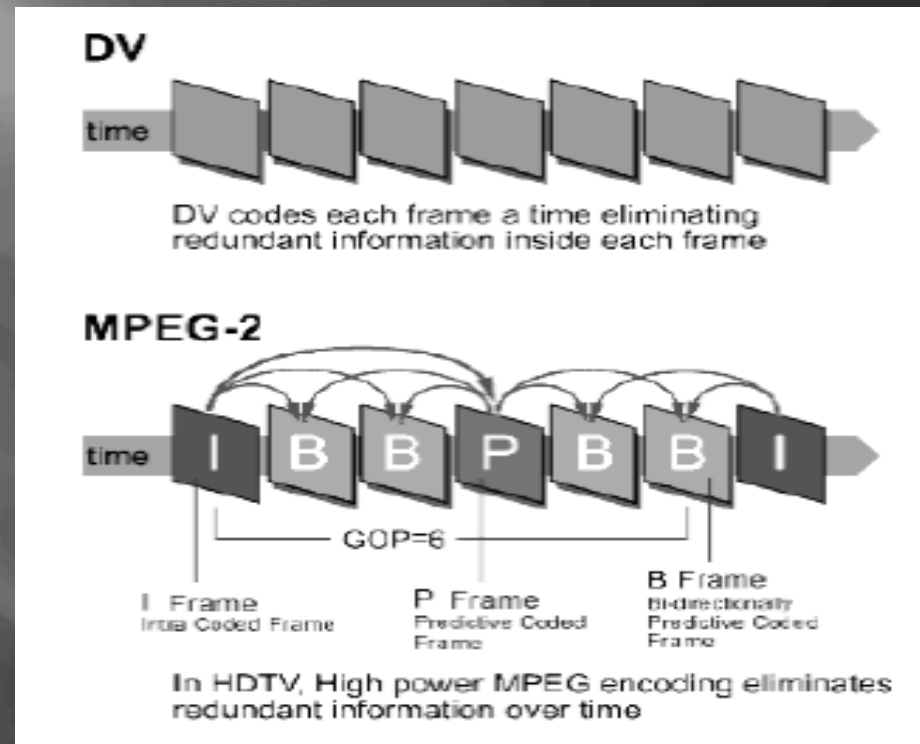 DV
time
DV codes each frame a time eliminating
redundant information inside each frame
MPEG-2
time
I B B P B B I
GOP=6
I Frame
Intra Coded Frame
P Frame
Predictive Coded
Frame
B Frame
Bi-directionally
Predictive Coded
Frame
In HDTV, High power MPEG encoding eliminates
redundant information over time